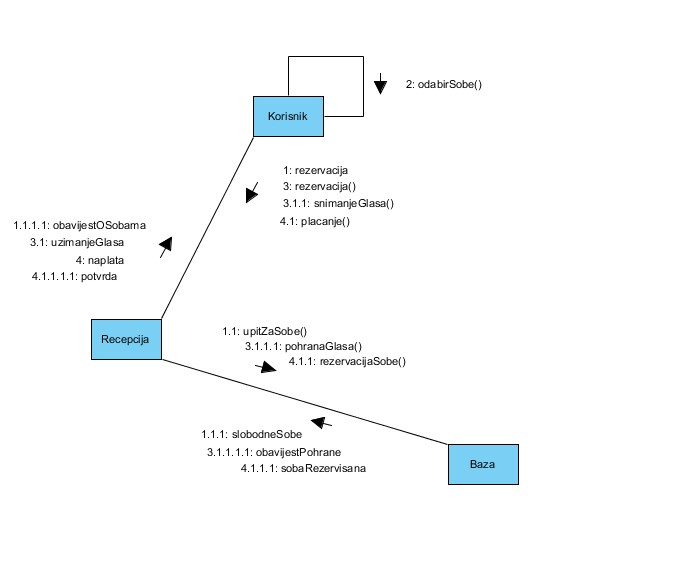 2: odabirSobe()
Korisnik
1: rezervacija
3: rezervacija()
3.1.1: snimanjeGlasa()
4.1: placanje()
1.1.1.1: obavijestOSobama
3.1: uzimanjeGlasa
4: naplata
4.1.1.1.1: potvrda
Recepcija
1.1: upitZaSobe()
3.1.1.1: pohranaGlasa()
4.1.1: rezervacijaSobe()
1.1.1: slobodneSobe
3.1.1.1.1: obavijestPohrane
4.1.1.1: sobaRezervisana
Baza